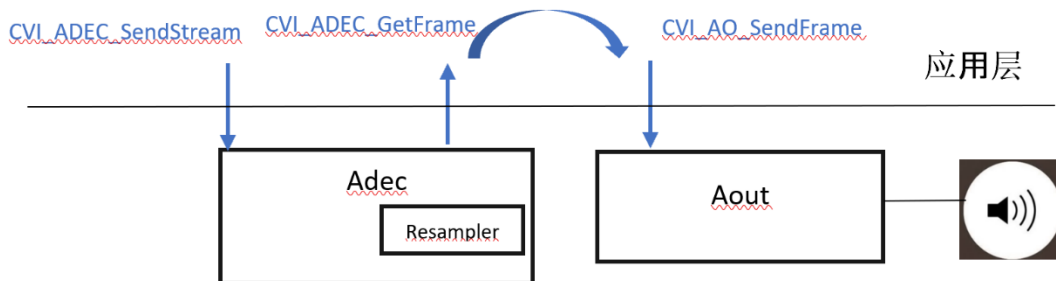 CVI_ADEC_SendStream
CVI_ADEC_GetFrame
CVI_AO_SendFrame
应用层
Adec
Resampler
Aout